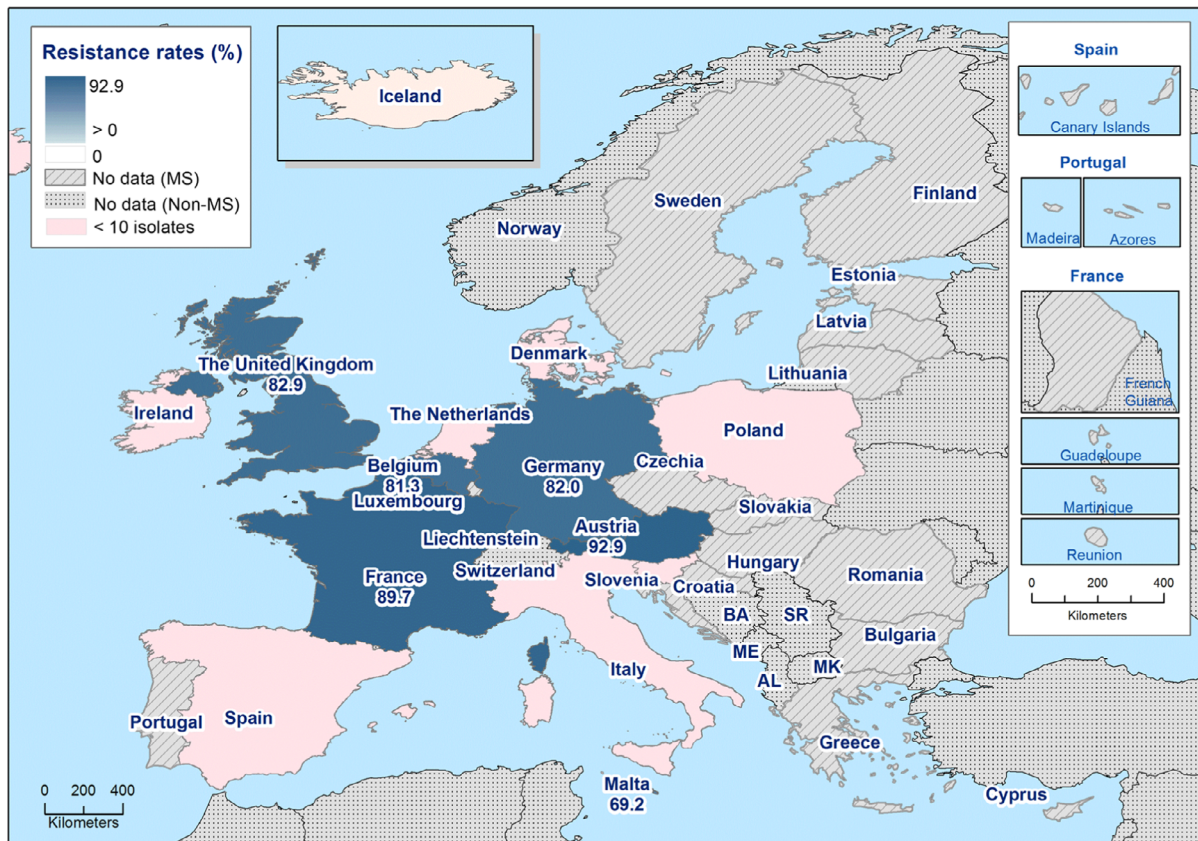 Resistance rates (%)
92.9
> 0
0
No data (MS)
No data (Non-MS)
< 10 isolates
Iceland
Norway
Sweden
Finland
Estonia
Latvia
Lithuania
Denmark
The United Kingdom
82.9
Ireland
The Netherlands
Poland
Belgium
81.3
Luxembourg
Germany
82.0
Czechia
Slovakia
Austria
92.9
Liechtenstein
Switzerland
Hungary
France
89.7
Slovenia
Croatia
Romania
BA
SR
Bulgaria
ME
MK
AL
Italy
Portugal
Spain
Greece
Malta
69.2
Cyprus
0 200 400
Kilometers
Spain
Canary Islands
Portugal
Madeira
Azores
France
French
Guiana
Guadeloupe
Martinique
Reunion
0 200 400
Kilometers